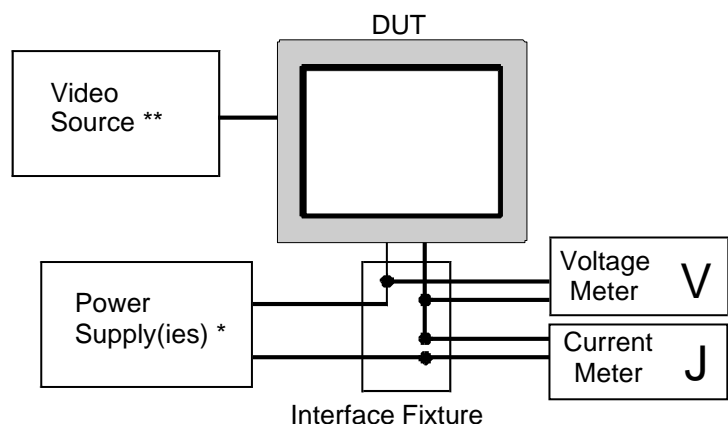 DUT
Video
Source **
Power
Supply(ies) *
Voltage
Meter
V
Current
Meter
J
Interface Fixture